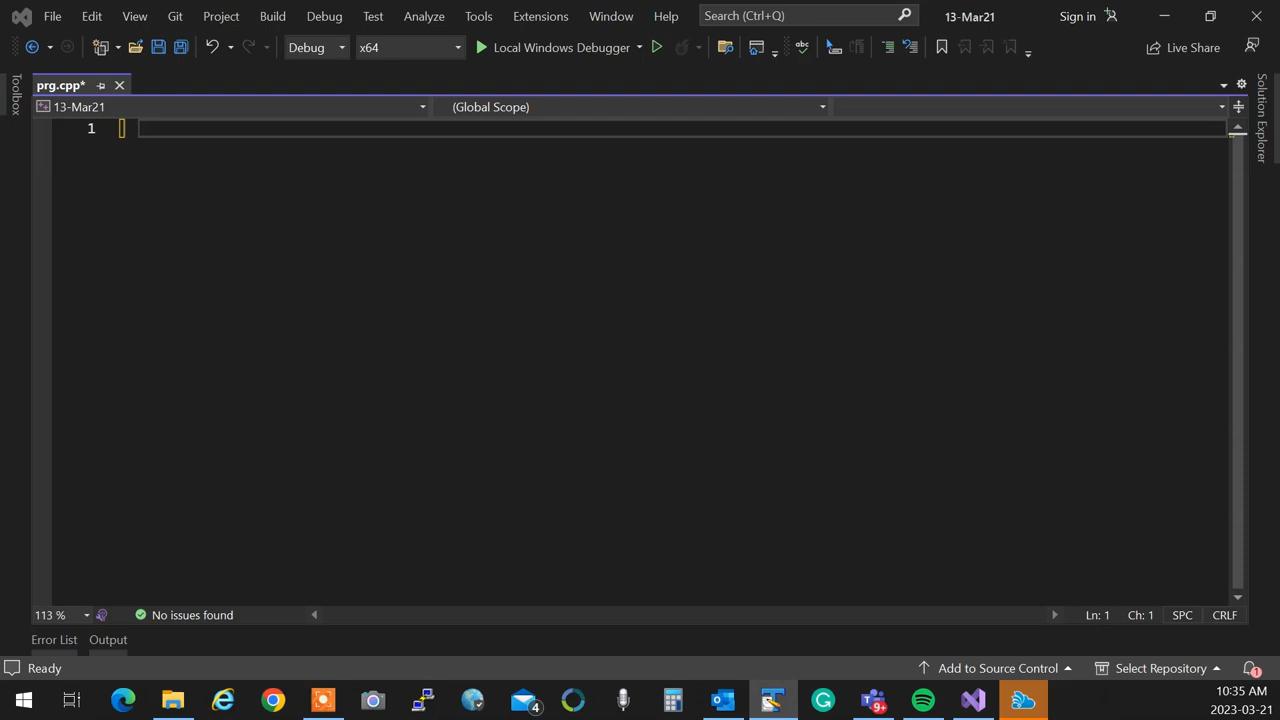 File Edit View Git Project Build Debug Test Analyze Tools Extensions Window Help Search (Ctrl+Q) 13-Mar21 Sign in
Debug x64 Local Windows Debugger Live Share
prg.cpp*
13-Mar21 (Global Scope)
Toolbox
Solution Explorer
1
113 % No issues found Ln: 1 Ch: 1 SPC CRLF
Error List Output
Ready Add to Source Control Select Repository 1
4 9+ 10:35 AM
2023-03-21